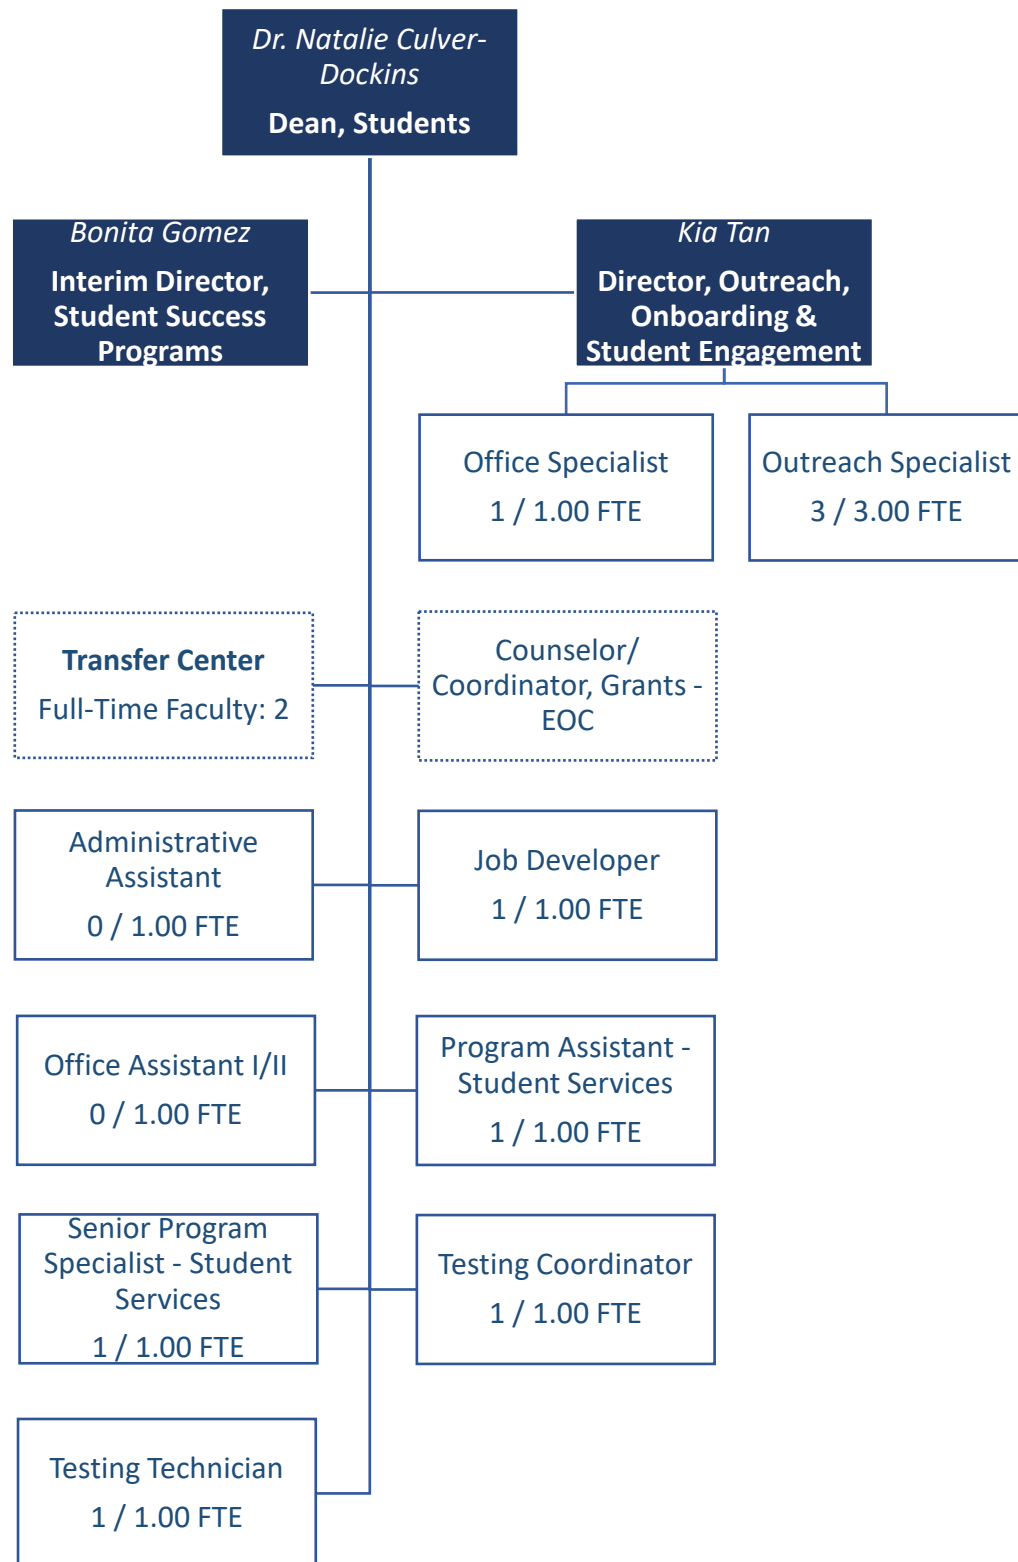 Dr. Natalie Culver-
Dockins
Dean, Students
Bonita Gomez
Interim Director,
Student Success
Programs
Kia Tan
Director, Outreach,
Onboarding &
Student Engagement
Office Specialist
1 / 1.00 FTE
Outreach Specialist
3 / 3.00 FTE
Transfer Center
Full-Time Faculty: 2
Counselor/
Coordinator, Grants -
EOC
Administrative
Assistant
0 / 1.00 FTE
Job Developer
1 / 1.00 FTE
Office Assistant I/II
0 / 1.00 FTE
Program Assistant -
Student Services
1 / 1.00 FTE
Senior Program
Specialist - Student
Services
1 / 1.00 FTE
Testing Coordinator
1 / 1.00 FTE
Testing Technician
1 / 1.00 FTE